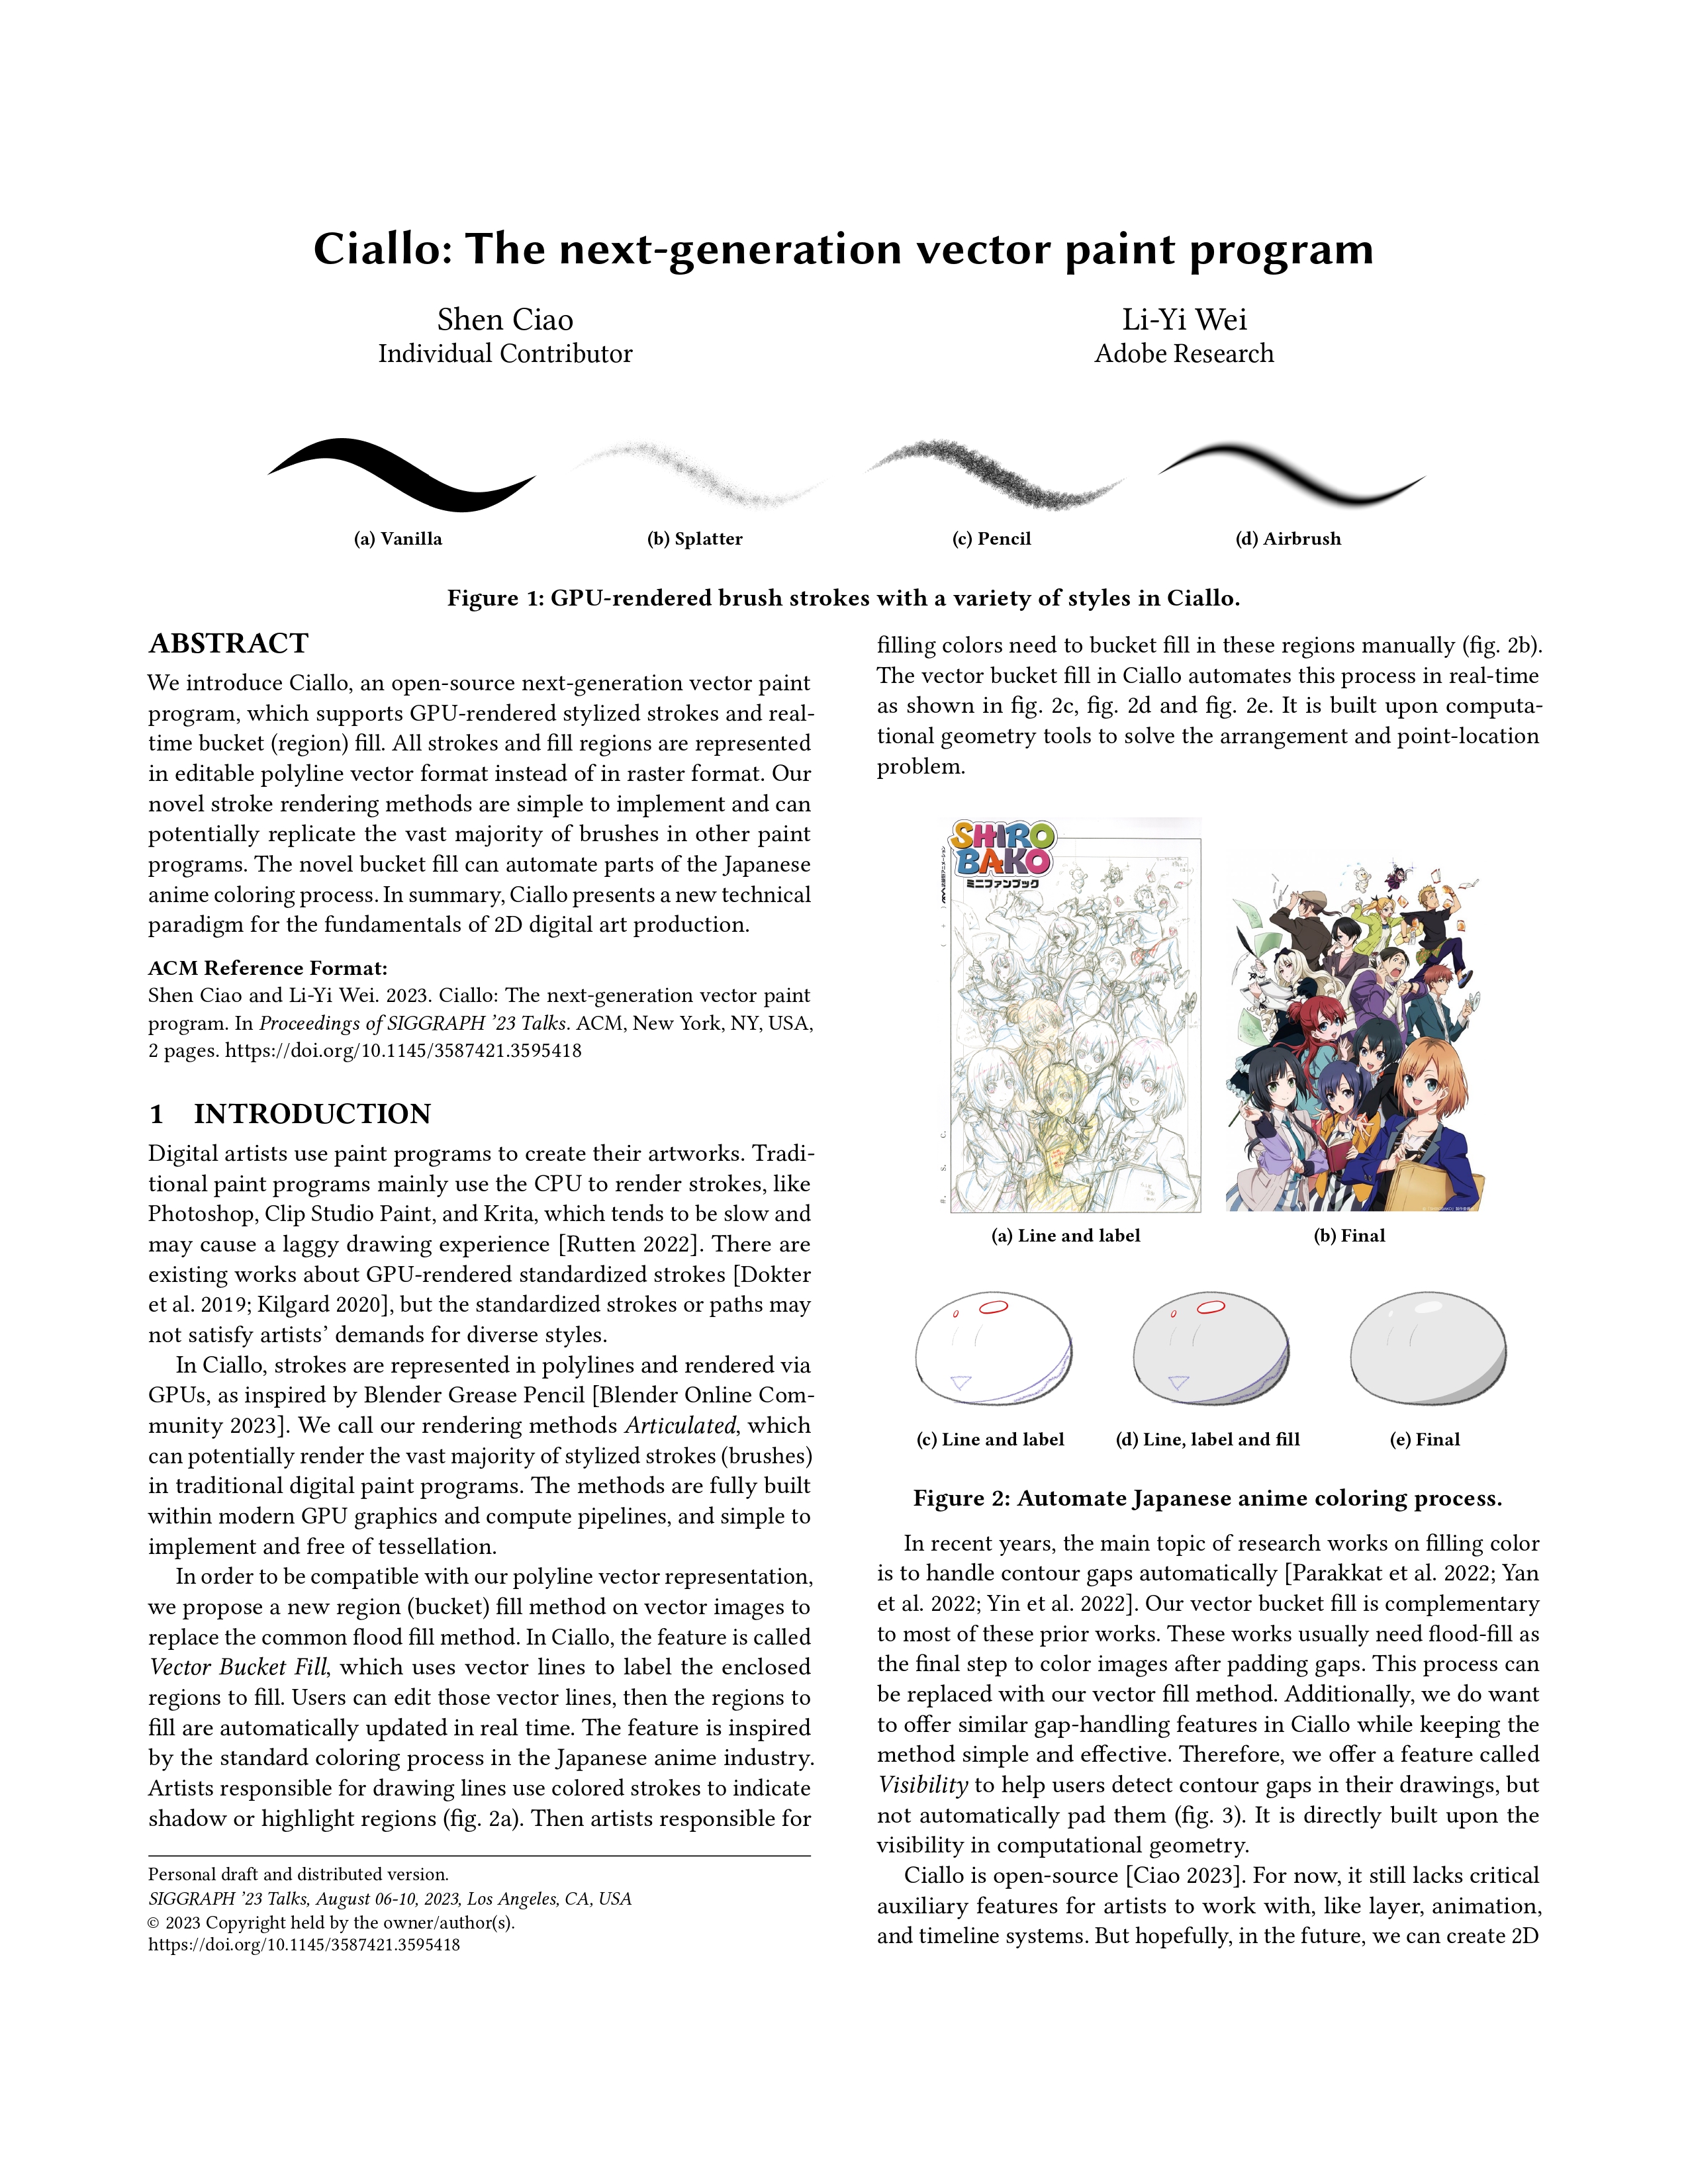 Ciallo: The next-generation vector paint program
Shen Ciao
Individual Contributor
Li-Yi Wei
Adobe Research
(a) Vanilla
(b) Splatter
(c) Pencil
(d) Airbrush
Figure 1: GPU-rendered brush strokes with a variety of styles in Ciallo.
ABSTRACT
We introduce Ciallo, an open-source next-generation vector paint
program, which supports GPU-rendered stylized strokes and real-
time bucket (region) fill. All strokes and fill regions are represented
in editable polyline vector format instead of in raster format. Our
novel stroke rendering methods are simple to implement and can
potentially replicate the vast majority of brushes in other paint
programs. The novel bucket fill can automate parts of the Japanese
anime coloring process. In summary, Ciallo presents a new technical
paradigm for the fundamentals of 2D digital art production.
ACM Reference Format:
Shen Ciao and Li-Yi Wei. 2023. Ciallo: The next-generation vector paint
program. In Proceedings of SIGGRAPH ’23 Talks. ACM, New York, NY, USA,
2 pages. https://doi.org/10.1145/3587421.3595418
1 INTRODUCTION
Digital artists use paint programs to create their artworks. Tradi-
tional paint programs mainly use the CPU to render strokes, like
Photoshop, Clip Studio Paint, and Krita, which tends to be slow and
may cause a laggy drawing experience [Rutten 2022]. There are
existing works about GPU-rendered standardized strokes [Dokter
et al. 2019; Kilgard 2020], but the standardized strokes or paths may
not satisfy artists’ demands for diverse styles.
In Ciallo, strokes are represented in polylines and rendered via
GPUs, as inspired by Blender Grease Pencil [Blender Online Com-
munity 2023]. We call our rendering methods Articulated, which
can potentially render the vast majority of stylized strokes (brushes)
in traditional digital paint programs. The methods are fully built
within modern GPU graphics and compute pipelines, and simple to
implement and free of tessellation.
In order to be compatible with our polyline vector representation,
we propose a new region (bucket) fill method on vector images to
replace the common flood fill method. In Ciallo, the feature is called
Vector Bucket Fill, which uses vector lines to label the enclosed
regions to fill. Users can edit those vector lines, then the regions to
fill are automatically updated in real time. The feature is inspired
by the standard coloring process in the Japanese anime industry.
Artists responsible for drawing lines use colored strokes to indicate
shadow or highlight regions (fig. 2a). Then artists responsible for
Personal draft and distributed version.
SIGGRAPH ’23 Talks, August 06-10, 2023, Los Angeles, CA, USA
© 2023 Copyright held by the owner/author(s).
https://doi.org/10.1145/3587421.3595418
filling colors need to bucket fill in these regions manually (fig. 2b).
The vector bucket fill in Ciallo automates this process in real-time
as shown in fig. 2c, fig. 2d and fig. 2e. It is built upon computa-
tional geometry tools to solve the arrangement and point-location
problem.
SHIRO
BAKO
ミニファンブック
(a) Line and label
(b) Final
(c) Line and label
(d) Line, label and fill
(e) Final
Figure 2: Automate Japanese anime coloring process.
In recent years, the main topic of research works on filling color
is to handle contour gaps automatically [Parakkat et al. 2022; Yan
et al. 2022; Yin et al. 2022]. Our vector bucket fill is complementary
to most of these prior works. These works usually need flood-fill as
the final step to color images after padding gaps. This process can
be replaced with our vector fill method. Additionally, we do want
to offer similar gap-handling features in Ciallo while keeping the
method simple and effective. Therefore, we offer a feature called
Visibility to help users detect contour gaps in their drawings, but
not automatically pad them (fig. 3). It is directly built upon the
visibility in computational geometry.
Ciallo is open-source [Ciao 2023]. For now, it still lacks critical
auxiliary features for artists to work with, like layer, animation,
and timeline systems. But hopefully, in the future, we can create 2D